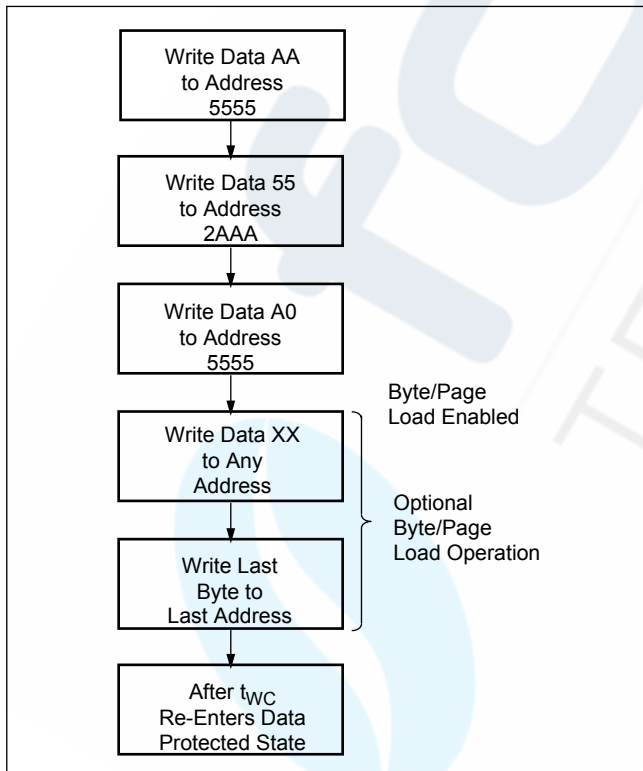 Write Data AA
to Address
5555
Write Data 55
to Address
2AAA
Write Data A0
to Address
5555
Byte/Page
Load Enabled
Write Data XX
to Any
Address
Optional
Byte/Page
Load Operation
Write Last
Byte to
Last Address
After tWC
Re-Enters Data
Protected State